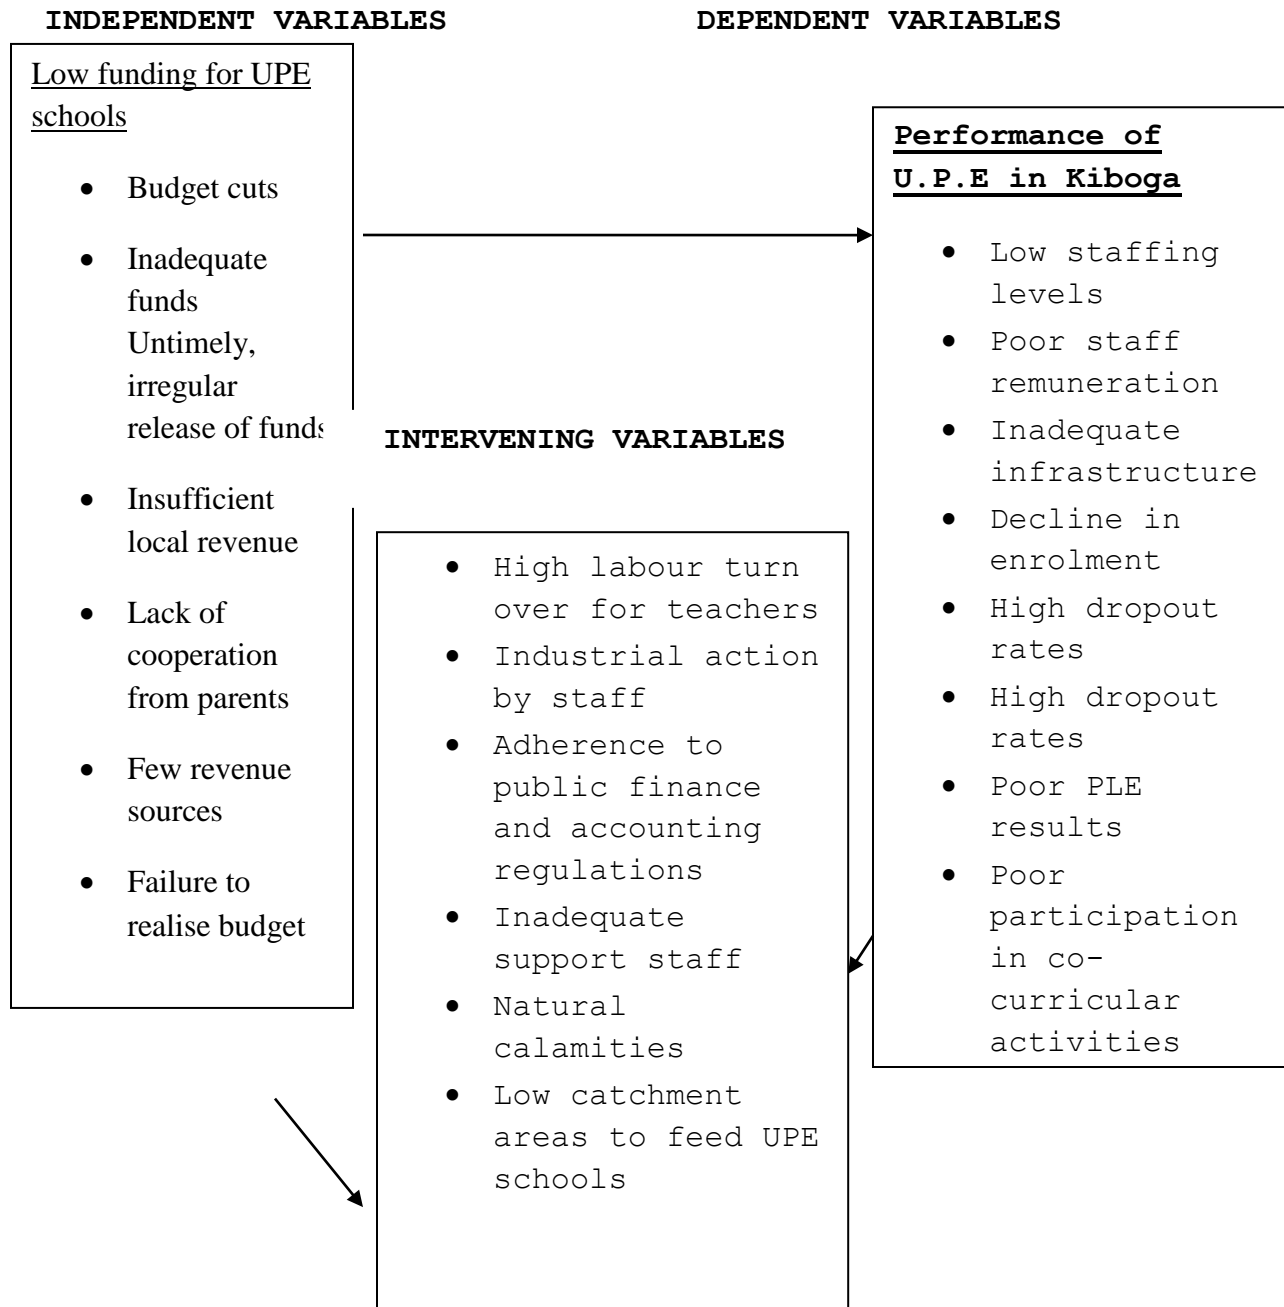 INDEPENDENT VARIABLES
DEPENDENT VARIABLES
Low funding for UPE
schools
• Budget cuts
• Inadequate
funds
Untimely,
irregular
release of funds
• Insufficient
local revenue
• Lack of
cooperation
from parents
• Few revenue
sources
• Failure to
realise budget
INTERVENING VARIABLES
• High labour turn
over for teachers
• Industrial action
by staff
• Adherence to
public finance
and accounting
regulations
• Inadequate
support staff
• Natural
calamities
• Low catchment
areas to feed UPE
schools
Performance of
U.P.E in Kiboga
• Low staffing
levels
• Poor staff
remuneration
• Inadequate
infrastructure
• Decline in
enrolment
• High dropout
rates
• High dropout
rates
• Poor PLE
results
• Poor
participation
in co-
curricular
activities